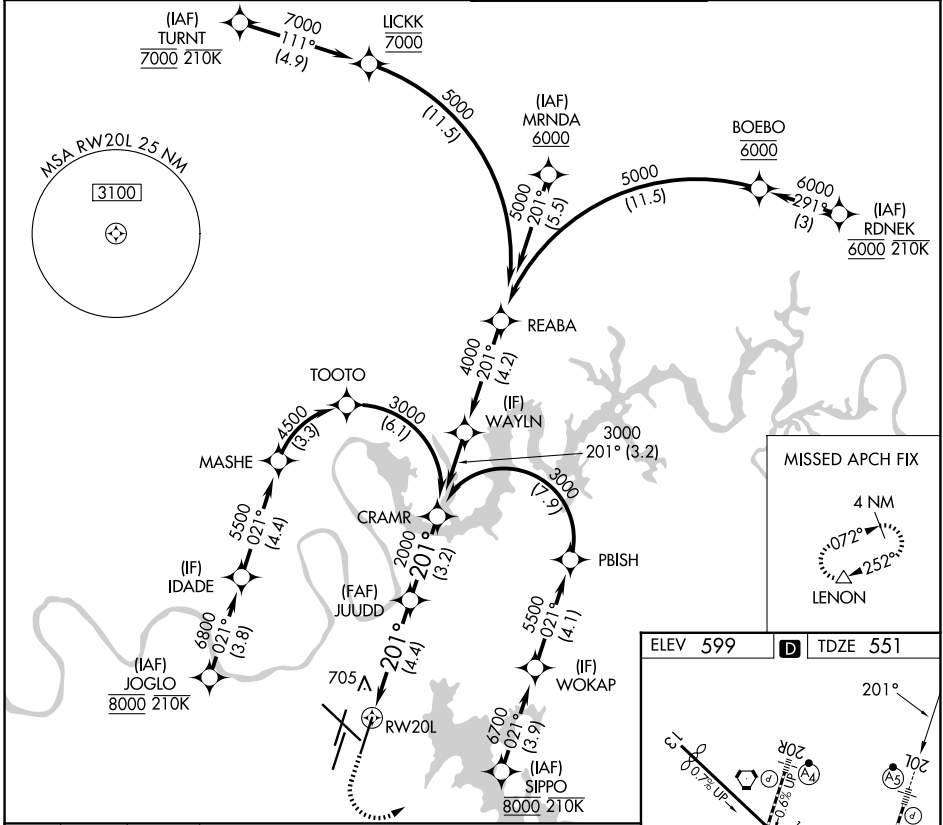 (IAF)
TURNT
7000 210K
7000
111°
(4.9)
LICKK
7000
5000
(11.5)
(IAF)
MRNDA
6000
5000
201°
(5.5)
BOEBO
6000
5000
(11.5)
6000
291°
(3)
(IAF)
RDNEK
6000 210K
MSA RW20L 25 NM
3100
REABA
4000
201°
(4.2)
TOOTO
(IF)
WAYLN
3000
201° (3.2)
4500
(3.3)
3000
(6.1)
MASHE
3000
(7.9)
CRAMR
5500
021°
(4.4)
2000
201°
(3.2)
PBISH
(IF)
IDADE
(FAF)
JUUDD
5500
021°
(4.1)
6800
021°
(3.8)
201°
(4.4)
(IF)
WOKAP
(IAF)
JOGLO
8000 210K
705
RW20L
6700
021°
(3.9)
(IAF)
SIPPO
8000 210K
MISSED APCH FIX
4 NM
072°
252°
LENON
ELEV 599
D
TDZE 551
201°
13
0.7% UP
20R
A4
P
0.6% UP
A5
20L
P